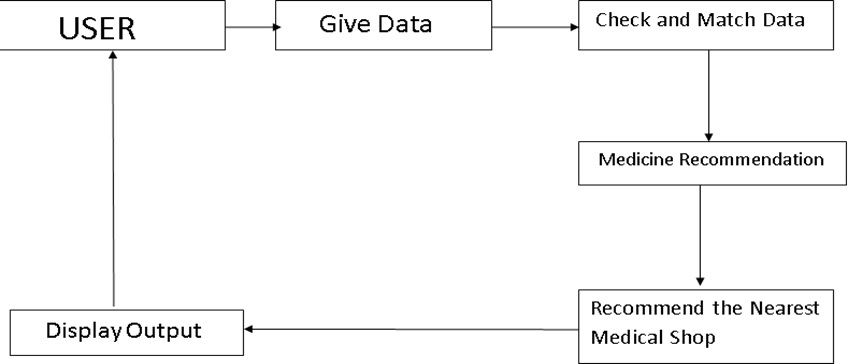 USER
Give Data
Check and Match Data
Medicine Recommendation
Recommend the Nearest
Medical Shop
Display Output